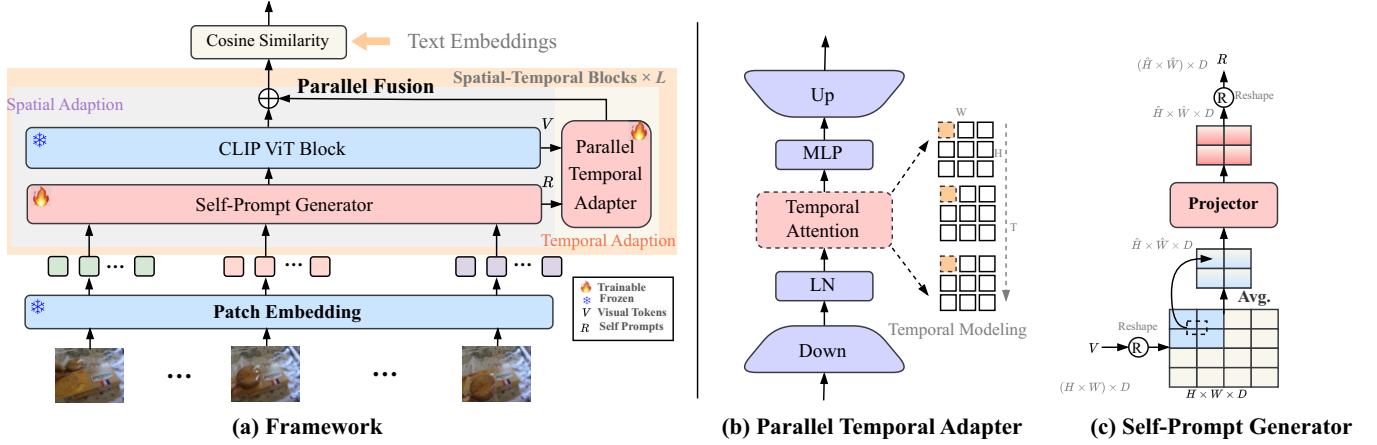 Cosine Similarity
Text Embeddings
Spatial-Temporal Blocks × L
Parallel Fusion
Spatial Adaption
V
CLIP ViT Block
Parallel
Temporal
Adapter
R
Self-Prompt Generator
Temporal Adaption
...
...
...
Trainable
Frozen
V Visual Tokens
R Self Prompts
Patch Embedding
...
...
(a) Framework
Up
MLP
Temporal
Attention
LN
Down
W
H
T
Temporal Modeling
(b) Parallel Temporal Adapter
(Ĥ × Ŵ) × D R
R Reshape
Ĥ × Ŵ × D
Projector
Ĥ × Ŵ × D
Avg.
Reshape
V R
(H × W) × D
H × W × D
(c) Self-Prompt Generator